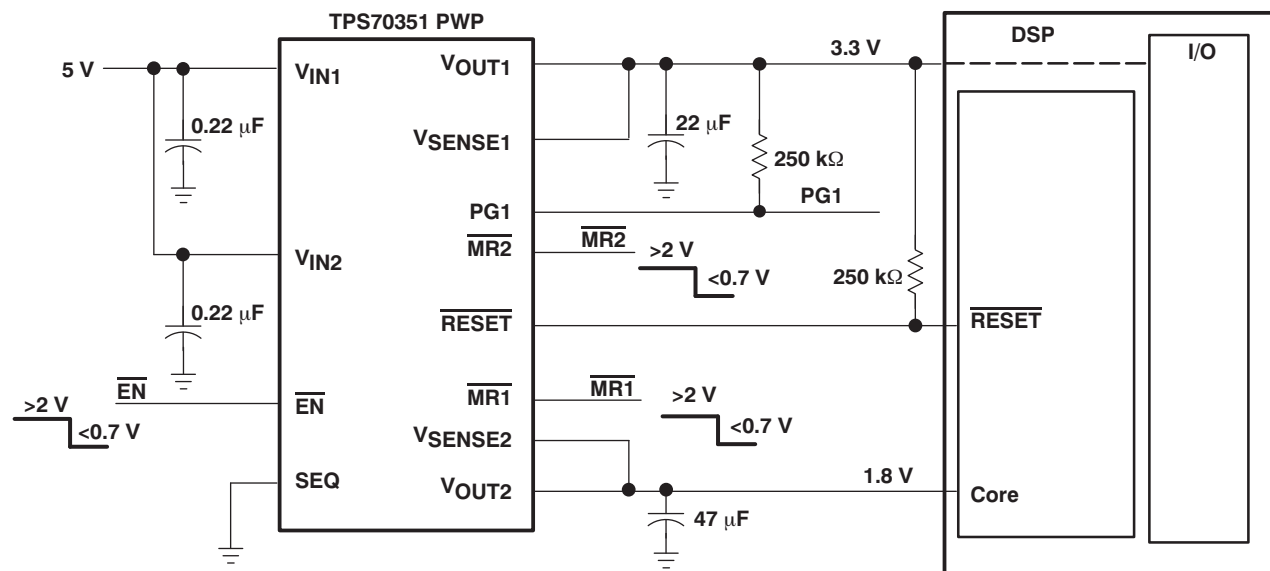 TPS70351 PWP
5 V
VIN1
0.22 μF
VIN2
0.22 μF
EN
>2 V
<0.7 V
EN
SEQ
VOUT1
VSENSE1
PG1
MR2
RESET
MR1
VSENSE2
VOUT2
3.3 V
22 μF
250 kΩ
PG1
MR2
>2 V
<0.7 V
250 kΩ
MR1
>2 V
<0.7 V
1.8 V
47 μF
DSP
I/O
RESET
Core